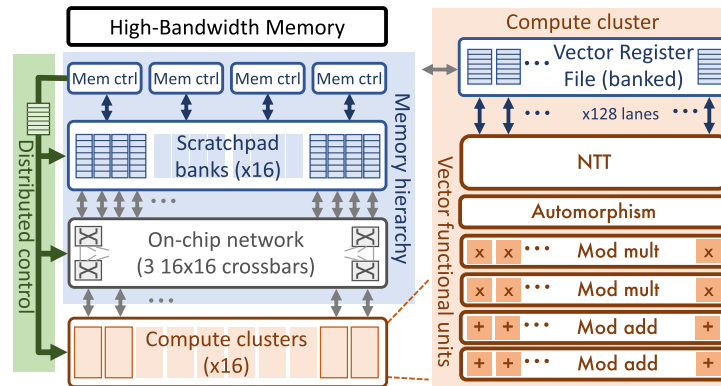 High-Bandwidth Memory
Mem ctrl
Mem ctrl
Mem ctrl
Mem ctrl
Scratchpad
banks (x16)
On-chip network
(3 16x16 crossbars)
Compute clusters
(x16)
Distributed control
Memory hierarchy
Compute cluster
Vector Register
File (banked)
x128 lanes
NTT
Automorphism
x x ••• Mod mult x
x x ••• Mod mult x
+ + ••• Mod add +
+ + ••• Mod add +
Vector functional
units